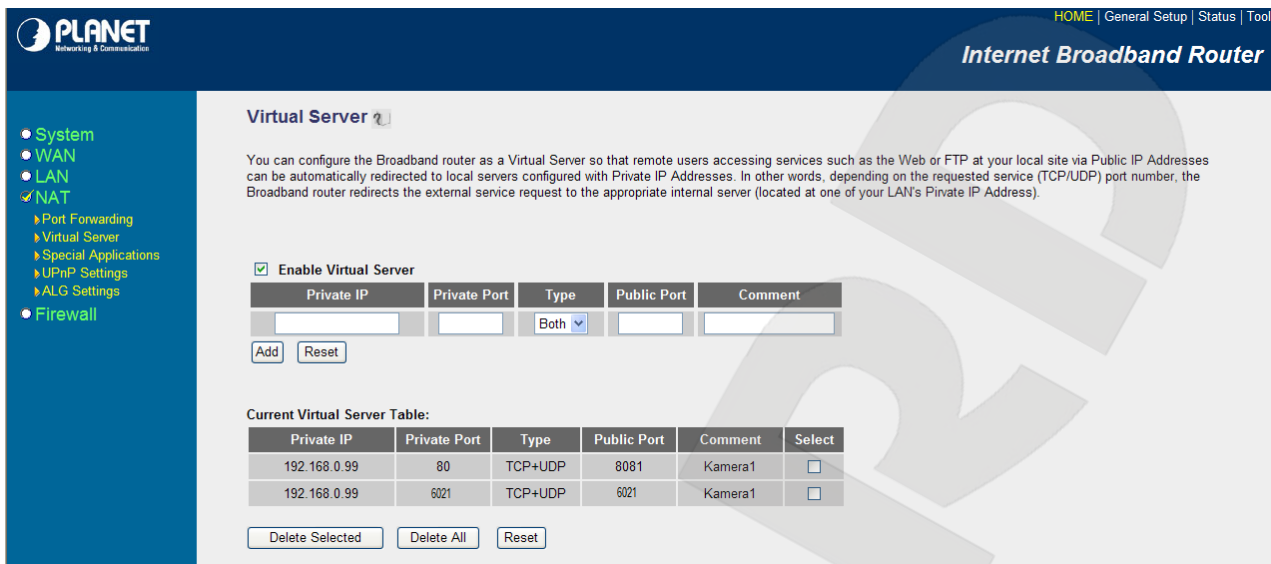 PLANET
Networking & Communication
HOME | General Setup | Status | Tool
Internet Broadband Router
System
WAN
LAN
NAT
Port Forwarding
Virtual Server
Special Applications
UPnP Settings
ALG Settings
Firewall
Virtual Server
You can configure the Broadband router as a Virtual Server so that remote users accessing services such as the Web or FTP at your local site via Public IP Addresses
can be automatically redirected to local servers configured with Private IP Addresses. In other words, depending on the requested service (TCP/UDP) port number, the
Broadband router redirects the external service request to the appropriate internal server (located at one of your LAN's Private IP Address).
Enable Virtual Server
Private IP Private Port Type Public Port Comment
Both
Add Reset
Current Virtual Server Table:
Private IP Private Port Type Public Port Comment Select
192.168.0.99 80 TCP+UDP 8081 Kamera1
192.168.0.99 6021 TCP+UDP 6021 Kamera1
Delete Selected Delete All Reset